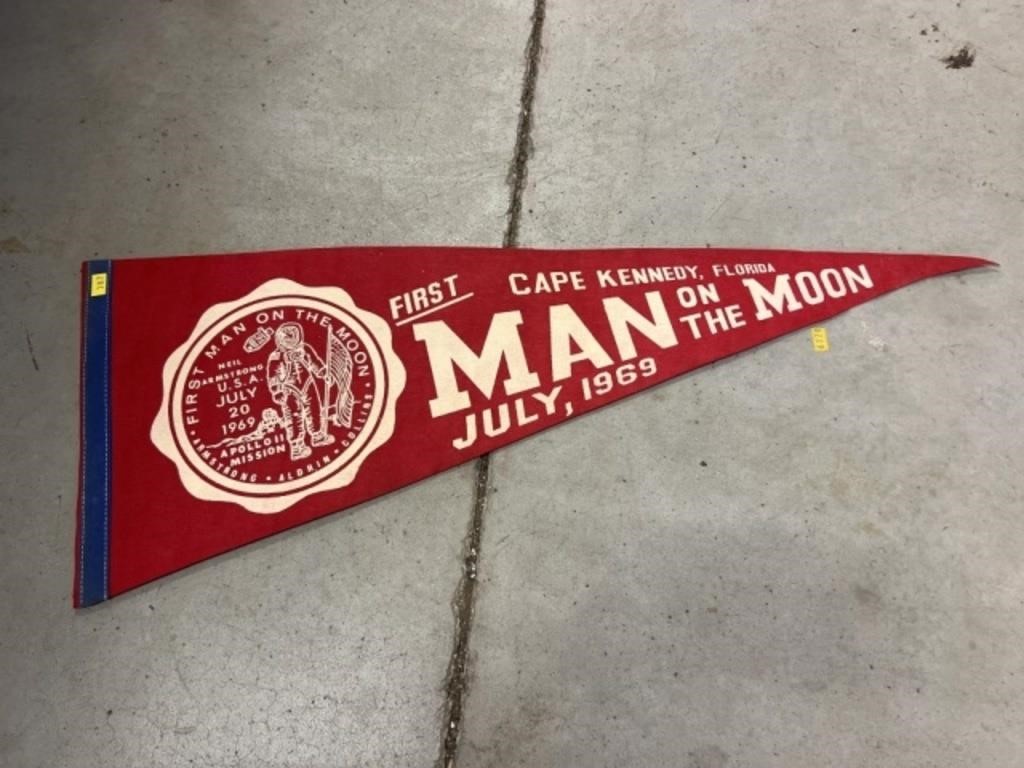 FIRST MAN ON THE MOON
NEIL
ARMSTRONG
U.S.A.
JULY
20
1969
APOLLO 11
MISSION
ARMSTRONG • ALDRIN • COLLINS
FIRST
CAPE KENNEDY, FLORIDA
MAN ON THE MOON
JULY, 1969